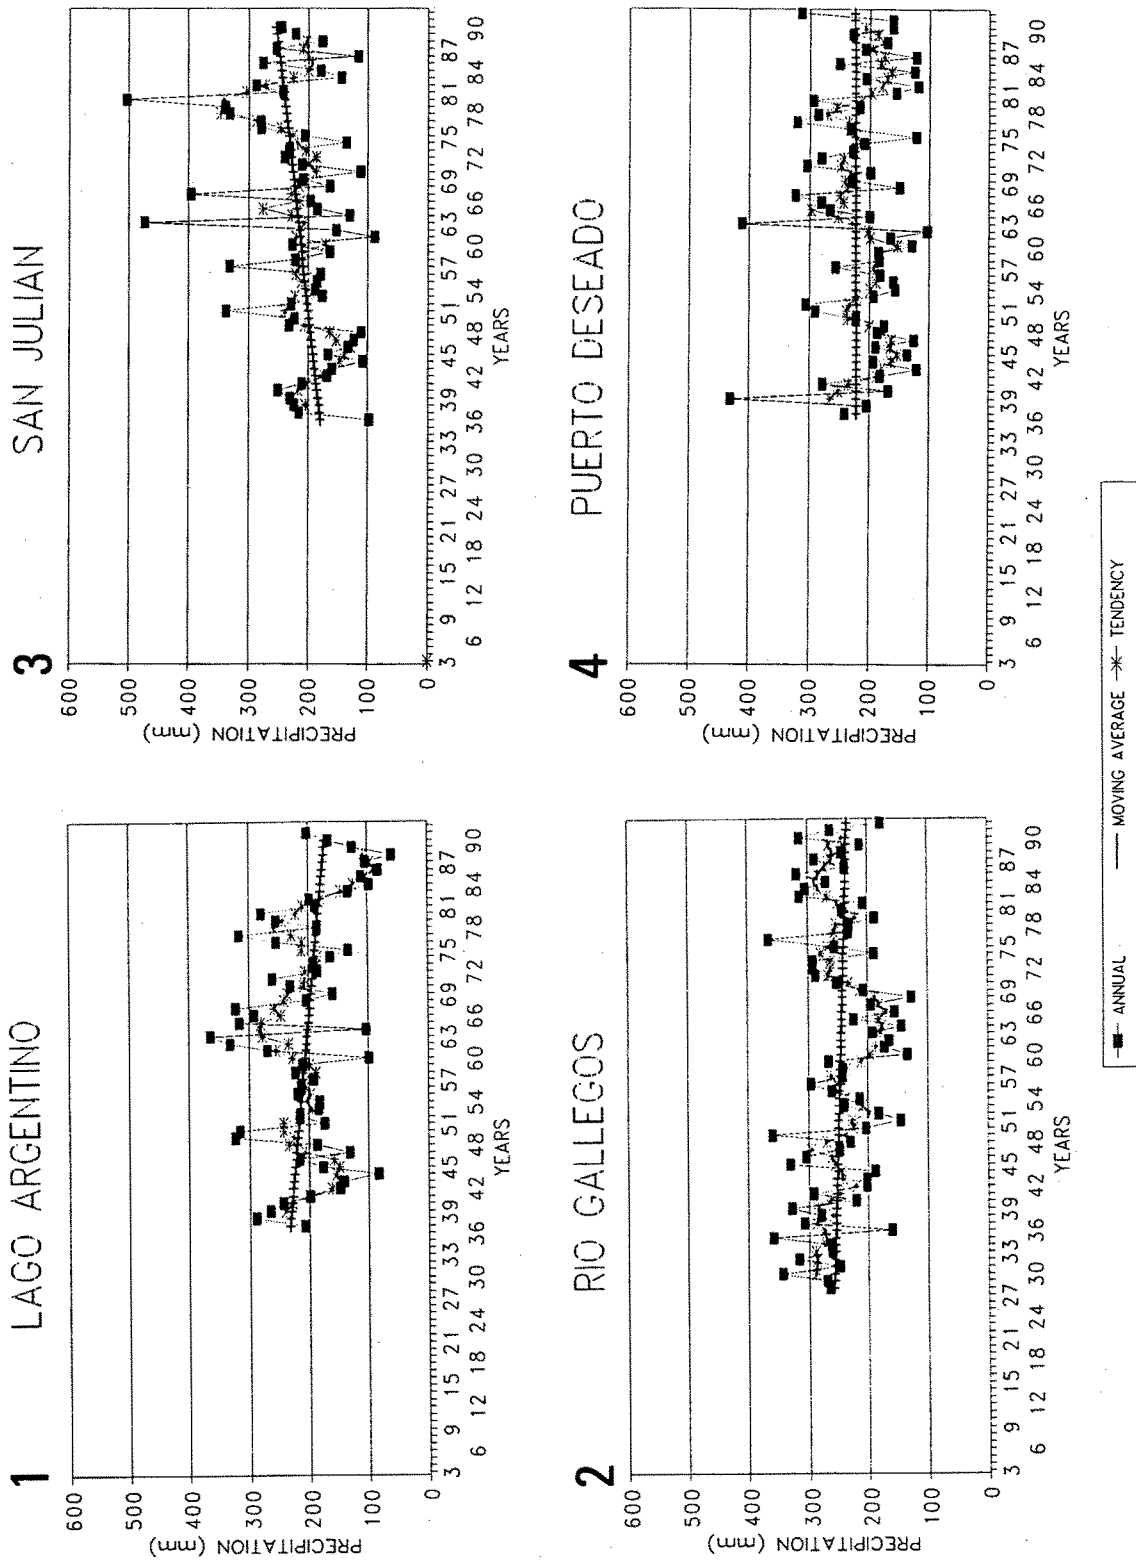 1 LAGO ARGENTINO
PRECIPITATION (mm)
600
500
400
300
200
100
0
3 9 15 21 27 33 39 45 51 57 63 69 75 81 87
6 12 18 24 30 36 42 48 54 60 66 72 78 84 90
YEARS
3 SAN JULIAN
PRECIPITATION (mm)
600
500
400
300
200
100
0
3 9 15 21 27 33 39 45 51 57 63 69 75 81 87
6 12 18 24 30 36 42 48 54 60 66 72 78 84 90
YEARS
2 RIO GALLEGOS
PRECIPITATION (mm)
600
500
400
300
200
100
0
3 9 15 21 27 33 39 45 51 57 63 69 75 81 87
6 12 18 24 30 36 42 48 54 60 66 72 78 84 90
YEARS
4 PUERTO DESEADO
PRECIPITATION (mm)
600
500
400
300
200
100
0
3 9 15 21 27 33 39 45 51 57 63 69 75 81 87
6 12 18 24 30 36 42 48 54 60 66 72 78 84 90
YEARS
ANNUAL MOVING AVERAGE TENDENCY